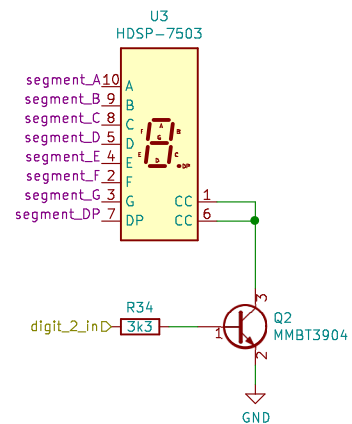 U3
HDSP-7503
segment_A 10 A
segment_B 9 B
segment_C 8 C
segment_D 5 D
segment_E 4 E
segment_F 2 F
segment_G 3 G
segment_DP 7 DP
A
F B
G
E C
D DP
CC 1
CC 6
R34
digit_2_in 3k3
1
3
2
Q2
MMBT3904
GND